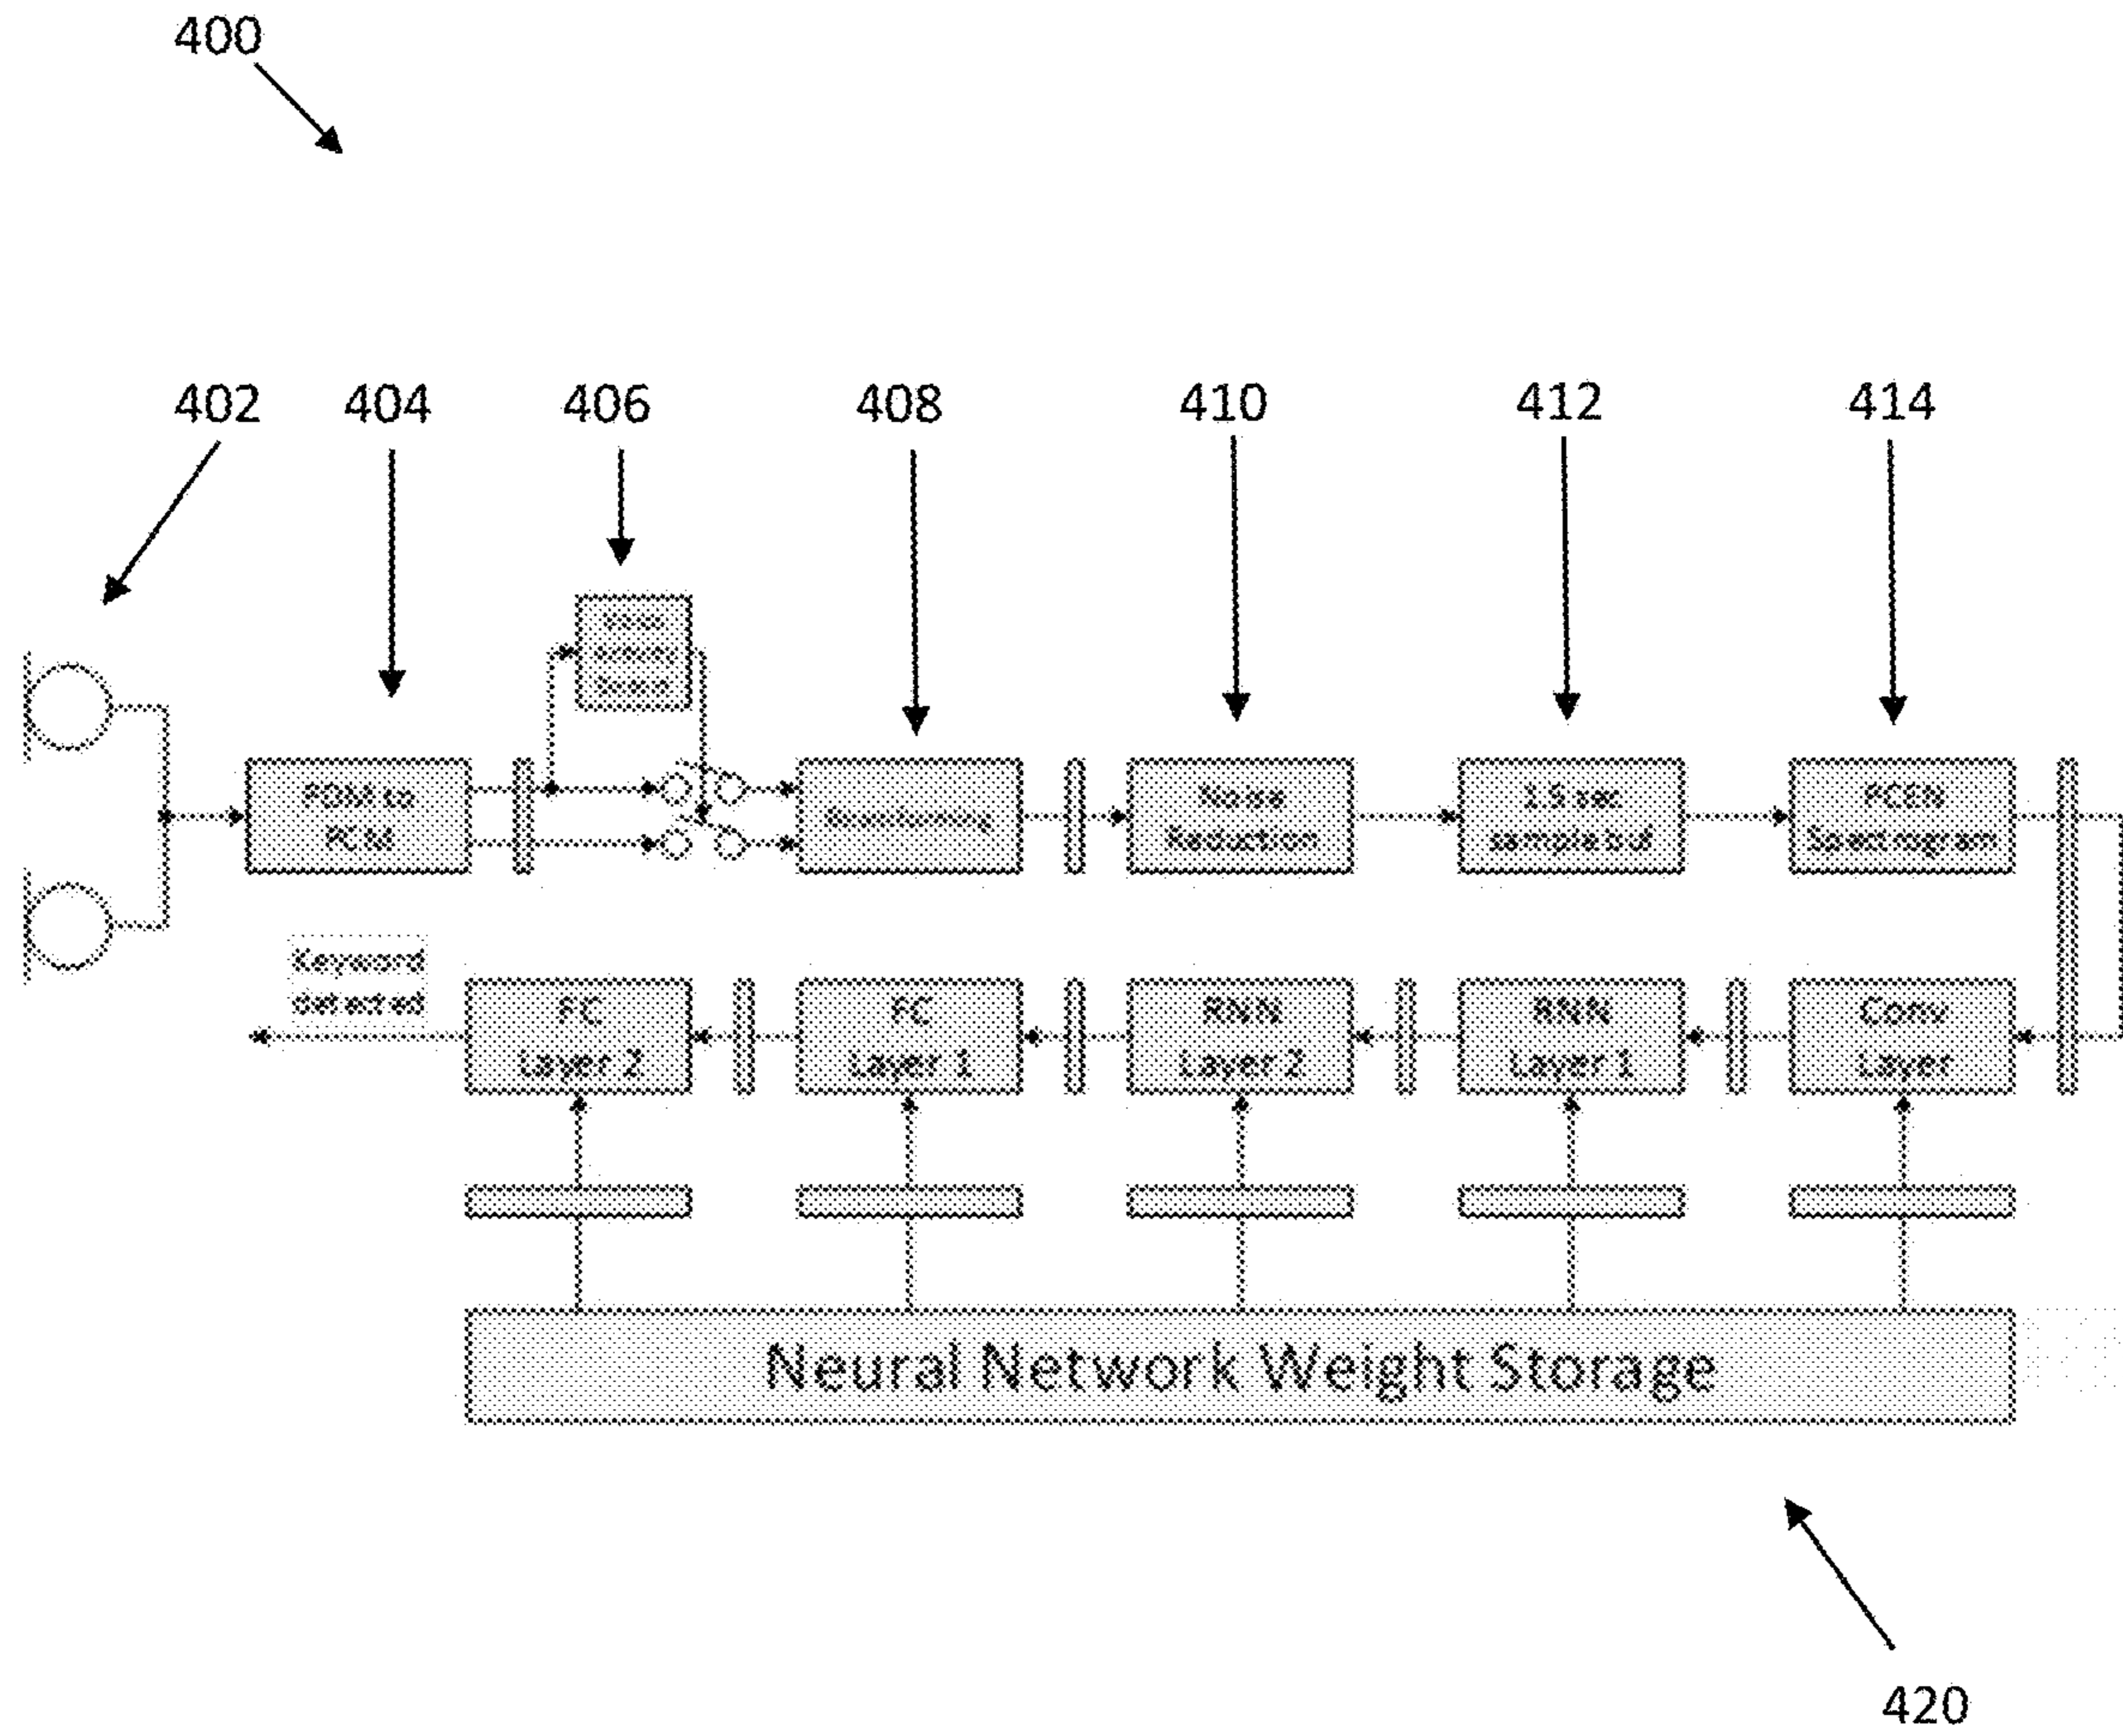 400
402
404
406
408
410
412
414
PDM to
PCM
Beamforming
Noise
Reduction
1.5 sec
sample buf
PCEN
Spectrogram
Keyword
detected
FC
Layer 2
FC
Layer 1
RNN
Layer 2
RNN
Layer 1
Conv
Layer
Neural Network Weight Storage
420